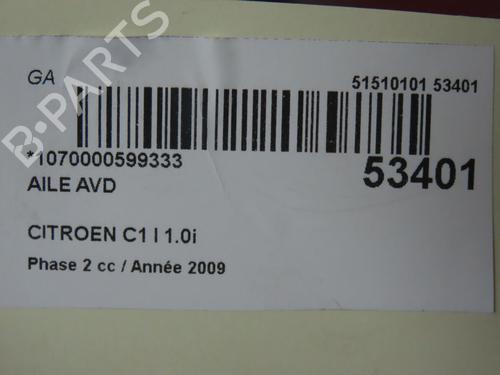 GA
51510101 53401
*1070000599333
53401
AILE AVD
CITROEN C1 I 1.0i
Phase 2 cc / Année 2009
B-PARTS